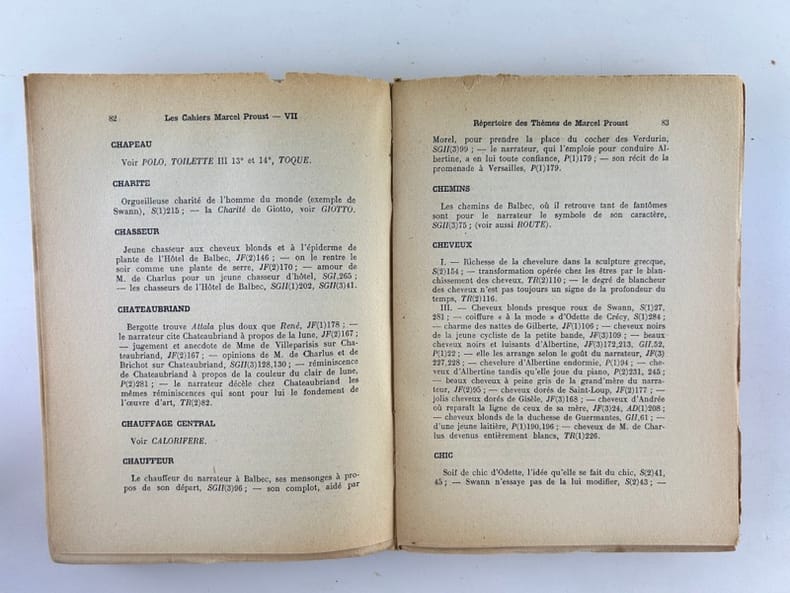 82 Les Cahiers Marcel Proust — VII
CHAPEAU
Voir POLO, TOILETTE III 13° et 14°, TOQUE.
CHARITE
Orgueilleuse charité de l'homme du monde (exemple de
Swann), S(1)215 ; — la Charité de Giotto, voir GIOTTO.
CHASSEUR
Jeune chasseur aux cheveux blonds et à l'épiderme de
plante de l'Hôtel de Balbec, JF(2)146 ; — on le rentre le
soir comme une plante de serre, JF(2)170 ; — amour de
M. de Charlus pour un jeune chasseur d'hôtel, SGI,265 ;
— les chasseurs de l'Hôtel de Balbec, SGII(1)202, SGII(3)41.
CHATEAUBRIAND
Bergotte trouve Attala plus doux que René, JF(1)178 ; —
le narrateur cite Chateaubriand à propos de la lune, JF(2)167 ;
— jugement et anecdote de Mme de Villeparisis sur Cha-
teaubriand, JF(2)167 ; — opinions de M. de Charlus et de
Brichot sur Chateaubriand, SGII(3)128,130 ; — réminiscence
de Chateaubriand à propos de la couleur du clair de lune,
P(2)281 ; — le narrateur décèle chez Chateaubriand les
mêmes réminiscences qui sont pour lui le fondement de
l'œuvre d'art, TR(2)82.
CHAUFFAGE CENTRAL
Voir CALORIFERE.
CHAUFFEUR
Le chauffeur du narrateur à Balbec, ses mensonges à pro-
pos de son départ, SGII(3)96 ; — son complot, aidé par
Répertoire des Thèmes de Marcel Proust 83
Morel, pour prendre la place du cocher des Verdurin,
SGII(3)99 ; — le narrateur, qui l'emploie pour conduire Al-
bertine, a en lui toute confiance, P(1)179 ; — son récit de la
promenade à Versailles, P(1)179.
CHEMINS
Les chemins de Balbec, où il retrouve tant de fantômes
sont pour le narrateur le symbole de son caractère,
SGII(3)75 ; (voir aussi ROUTE).
CHEVEUX
I. — Richesse de la chevelure dans la sculpture grecque,
S(2)154 ; — transformation opérée chez les êtres par le blan-
chissement des cheveux, TR(2)110 ; — le degré de blancheur
des cheveux n'est pas toujours un signe de la profondeur du
temps, TR(2)116.
III. — Cheveux blonds presque roux de Swann, S(1)27,
281 ; — coiffure « à la mode » d'Odette de Crécy, S(1)284 ;
— charme des nattes de Gilberte, JF(1)106 ; — cheveux noirs
de la jeune cycliste de la petite bande, JF(3)109 ; — beaux
cheveux noirs et luisants d'Albertine, JF(3)172,213, GII,52,
P(1)22 ; — elle les arrange selon le goût du narrateur, JF(3)
227,228 ; — chevelure d'Albertine endormie, P(1)94 ; — che-
veux d'Albertine tandis qu'elle joue du piano, P(2)231, 245 ;
— beaux cheveux à peine gris de la grand'mère du narra-
teur, JF(2)95 ; — cheveux dorés de Saint-Loup, JF(2)177 ; —
jolis cheveux dorés de Gisèle, JF(3)168 ; — cheveux d'Andrée
où reparaît la ligne de ceux de sa mère, JF(3)24, AD(1)208 ;
— cheveux blonds de la duchesse de Guermantes, GII,61 ; —
d'une jeune laitière, P(1)190,196 ; — cheveux de M. de Char-
lus devenus entièrement blancs, TR(1)226.
CHIC
Soif de chic d'Odette, l'idée qu'elle se fait du chic, S(2)41,
45 ; — Swann n'essaye pas de la lui modifier, S(2)43 ; —